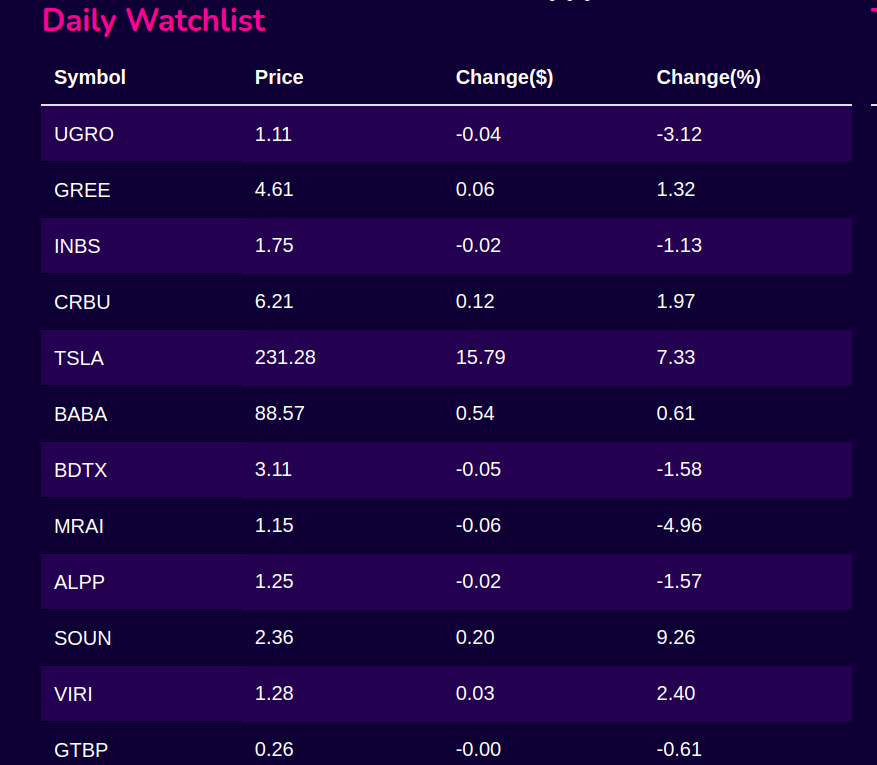 Daily Watchlist
Symbol Price Change($) Change(%)
UGRO 1.11 -0.04 -3.12
GREE 4.61 0.06 1.32
INBS 1.75 -0.02 -1.13
CRBU 6.21 0.12 1.97
TSLA 231.28 15.79 7.33
BABA 88.57 0.54 0.61
BDTX 3.11 -0.05 -1.58
MRAI 1.15 -0.06 -4.96
ALPP 1.25 -0.02 -1.57
SOUN 2.36 0.20 9.26
VIRI 1.28 0.03 2.40
GTBP 0.26 -0.00 -0.61